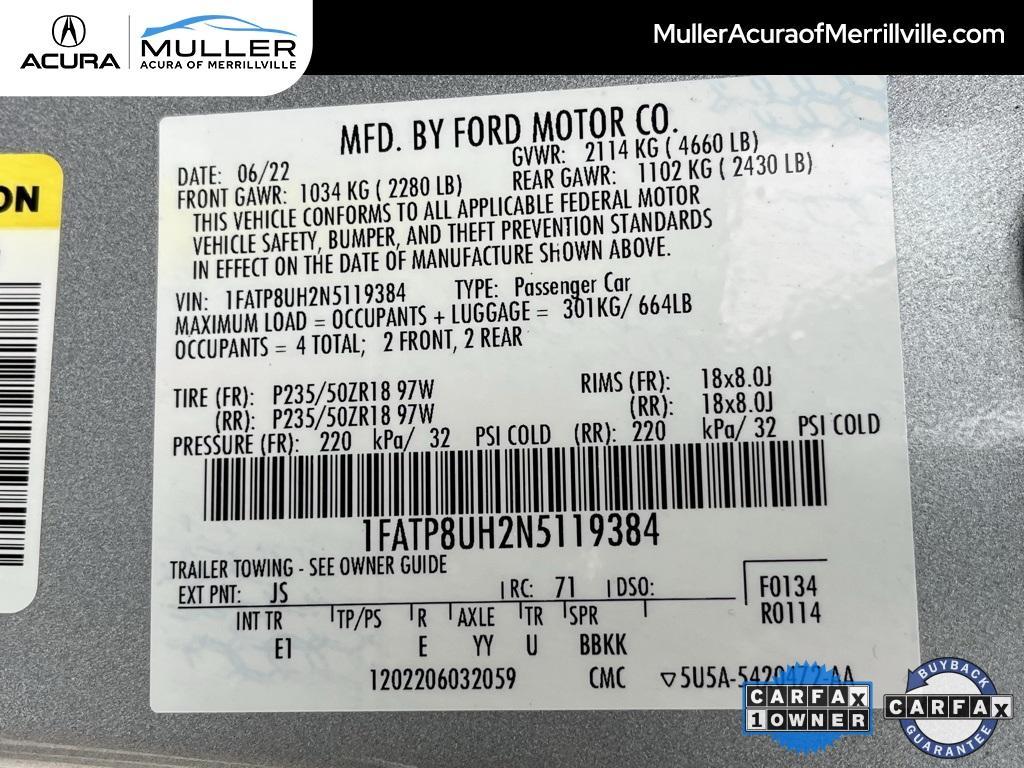 ACURA
MULLER
ACURA OF MERRILLVILLE
MullerAcuraofMerrillville.com
ON
MFD. BY FORD MOTOR CO.
DATE: 06/22 GVWR: 2114 KG ( 4660 LB)
FRONT GAWR: 1034 KG ( 2280 LB) REAR GAWR: 1102 KG ( 2430 LB)
THIS VEHICLE CONFORMS TO ALL APPLICABLE FEDERAL MOTOR
VEHICLE SAFETY, BUMPER, AND THEFT PREVENTION STANDARDS
IN EFFECT ON THE DATE OF MANUFACTURE SHOWN ABOVE.
VIN: 1FATP8UH2N5119384 TYPE: Passenger Car
MAXIMUM LOAD = OCCUPANTS + LUGGAGE = 301KG/ 664LB
OCCUPANTS = 4 TOTAL; 2 FRONT, 2 REAR
TIRE (FR): P235/50ZR18 97W RIMS (FR): 18x8.0J
(RR): P235/50ZR18 97W (RR): 18x8.0J
PRESSURE (FR): 220 kPa/ 32 PSI COLD (RR): 220 kPa/ 32 PSI COLD
1FATP8UH2N5119384
TRAILER TOWING - SEE OWNER GUIDE
EXT PNT: JS RC: 71 DSO: F0134
INT TR TP/PS R AXLE TR SPR R0114
E1 E YY U BBKK
1202206032059 CMC ▽5U5A-5420472-AA
CARFAX
1 OWNER
BUYBACK
CARFAX
GUARANTEE